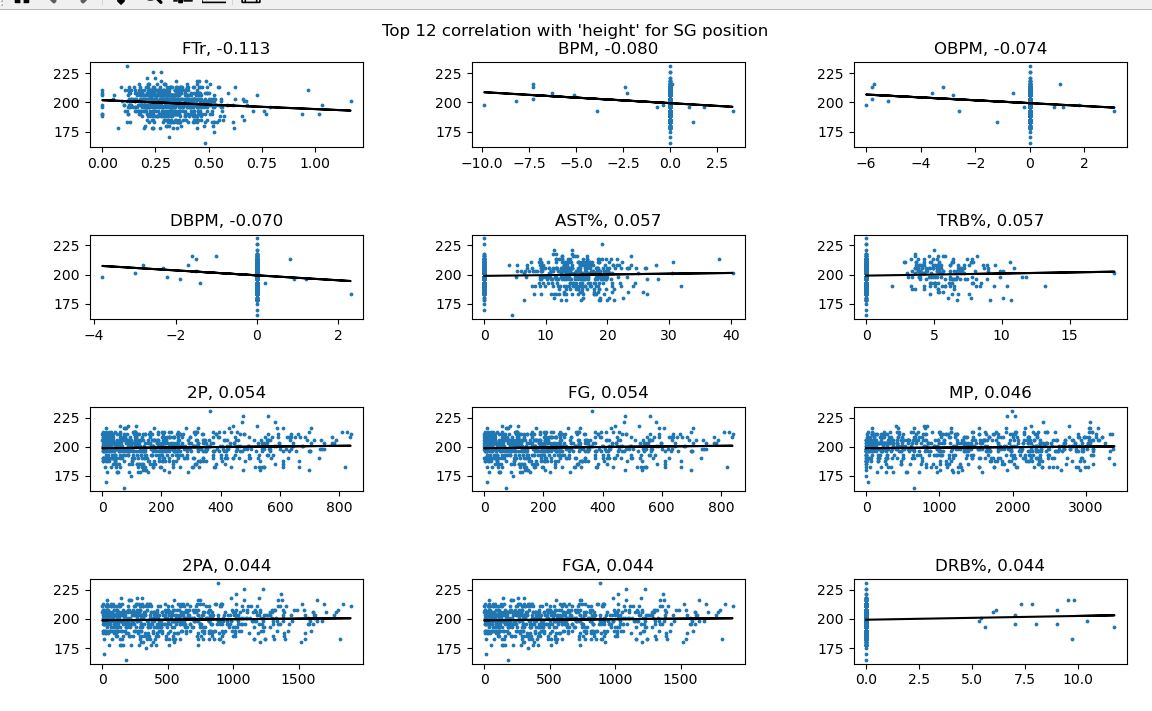 Top 12 correlation with 'height' for SG position
FTr, -0.113
BPM, -0.080
OBPM, -0.074
225
200
175
0.00 0.25 0.50 0.75 1.00
225
200
175
−10.0 −7.5 −5.0 −2.5 0.0 2.5
225
200
175
−6 −4 −2 0 2
DBPM, -0.070
AST%, 0.057
TRB%, 0.057
225
200
175
−4 −2 0 2
225
200
175
0 10 20 30 40
225
200
175
0 5 10 15
2P, 0.054
FG, 0.054
MP, 0.046
225
200
175
0 200 400 600 800
225
200
175
0 200 400 600 800
225
200
175
0 1000 2000 3000
2PA, 0.044
FGA, 0.044
DRB%, 0.044
225
200
175
0 500 1000 1500
225
200
175
0 500 1000 1500
225
200
175
0.0 2.5 5.0 7.5 10.0